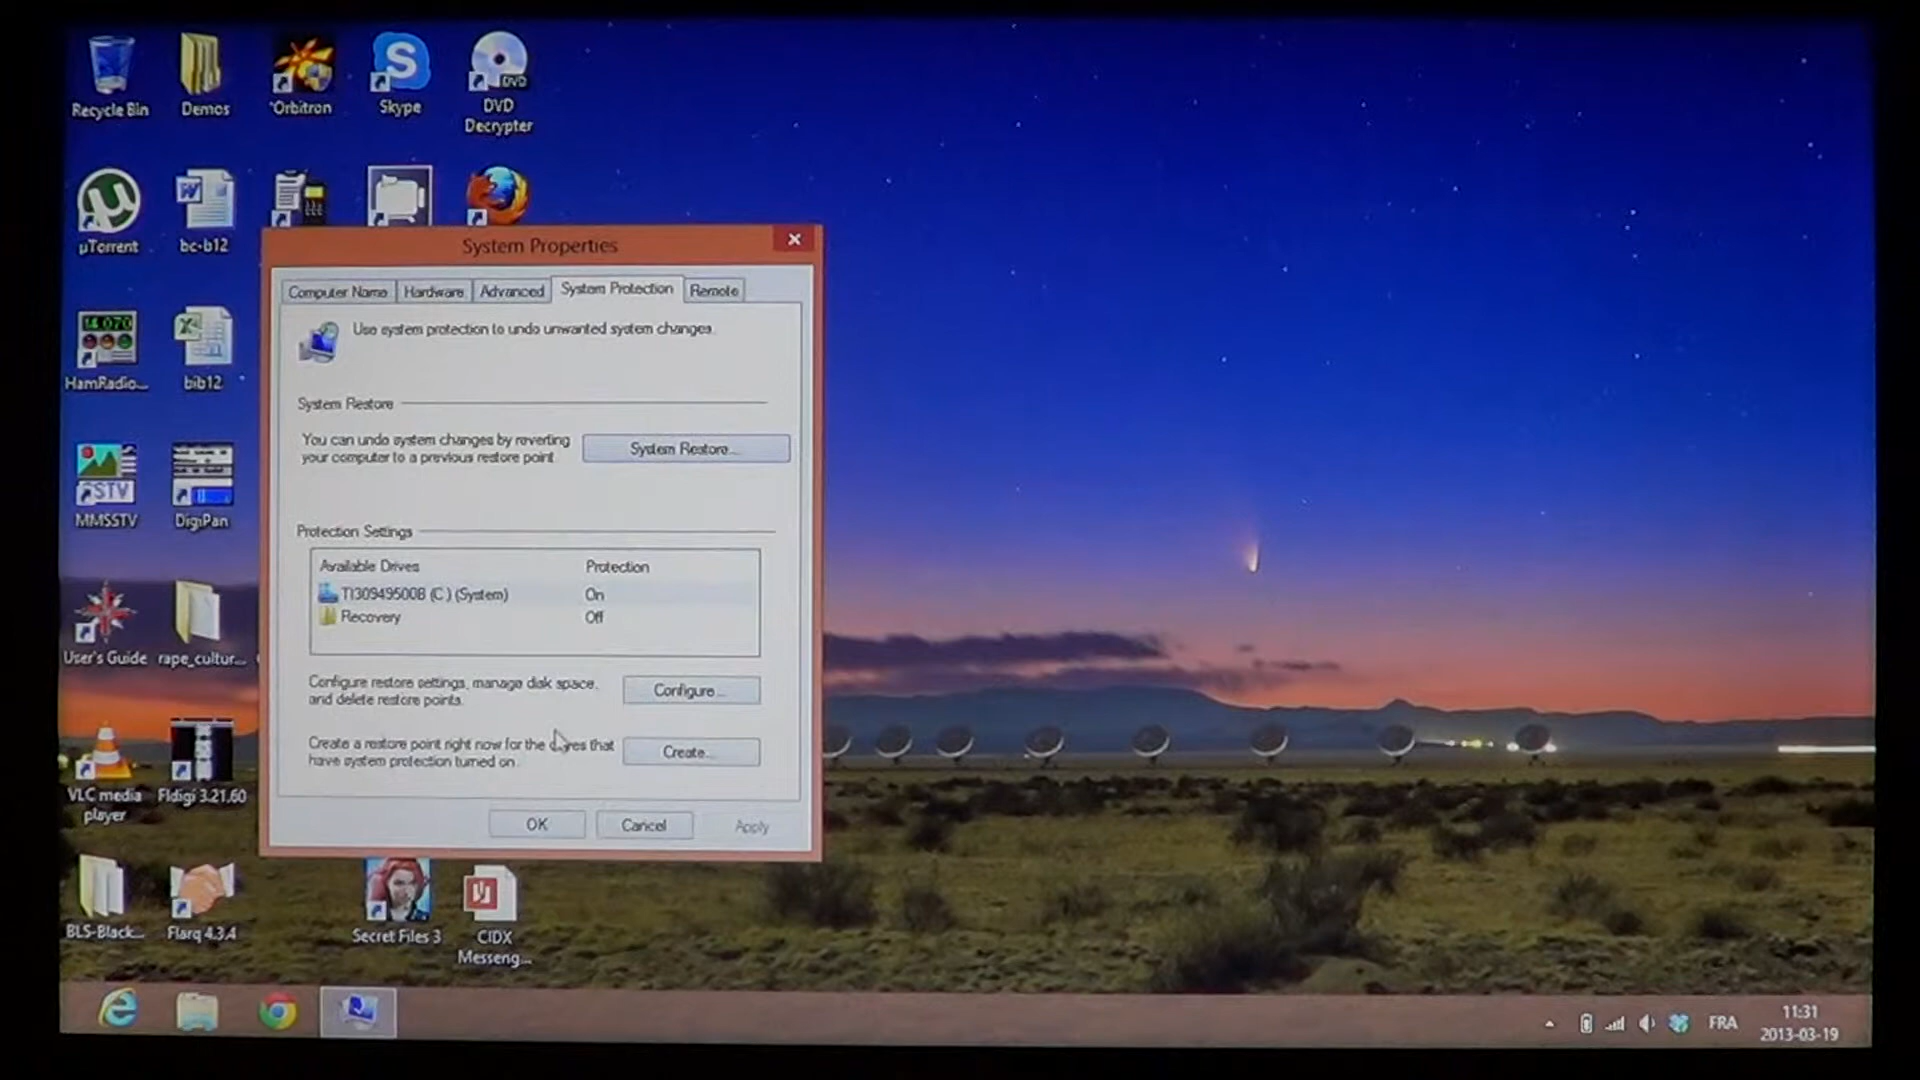 Recycle Bin
Demos
'Orbitron
Skype
DVD
DVD
Decrypter
µTorrent
bc-b12
System Properties
Computer Name
Hardware
Advanced
System Protection
Remote
Use system protection to undo unwanted system changes.
14.070
HamRadio...
bib12
System Restore
You can undo system changes by reverting
your computer to a previous restore point
System Restore...
SSTV
MMSSTV
DigiPan
Protection Settings
Available Drives
Protection
TI30949500B (C:) (System)
On
Recovery
Off
User's Guide
rape_cultur...
Configure restore settings, manage disk space,
and delete restore points.
Configure...
Create a restore point right now for the drives that
have system protection turned on.
Create...
VLC media
player
Fldigi 3.21.60
OK
Cancel
Apply
BLS-Black...
Flarq 4.3.4
Secret Files 3
CIDX
Messeng...
FRA
11:31
2013-03-19